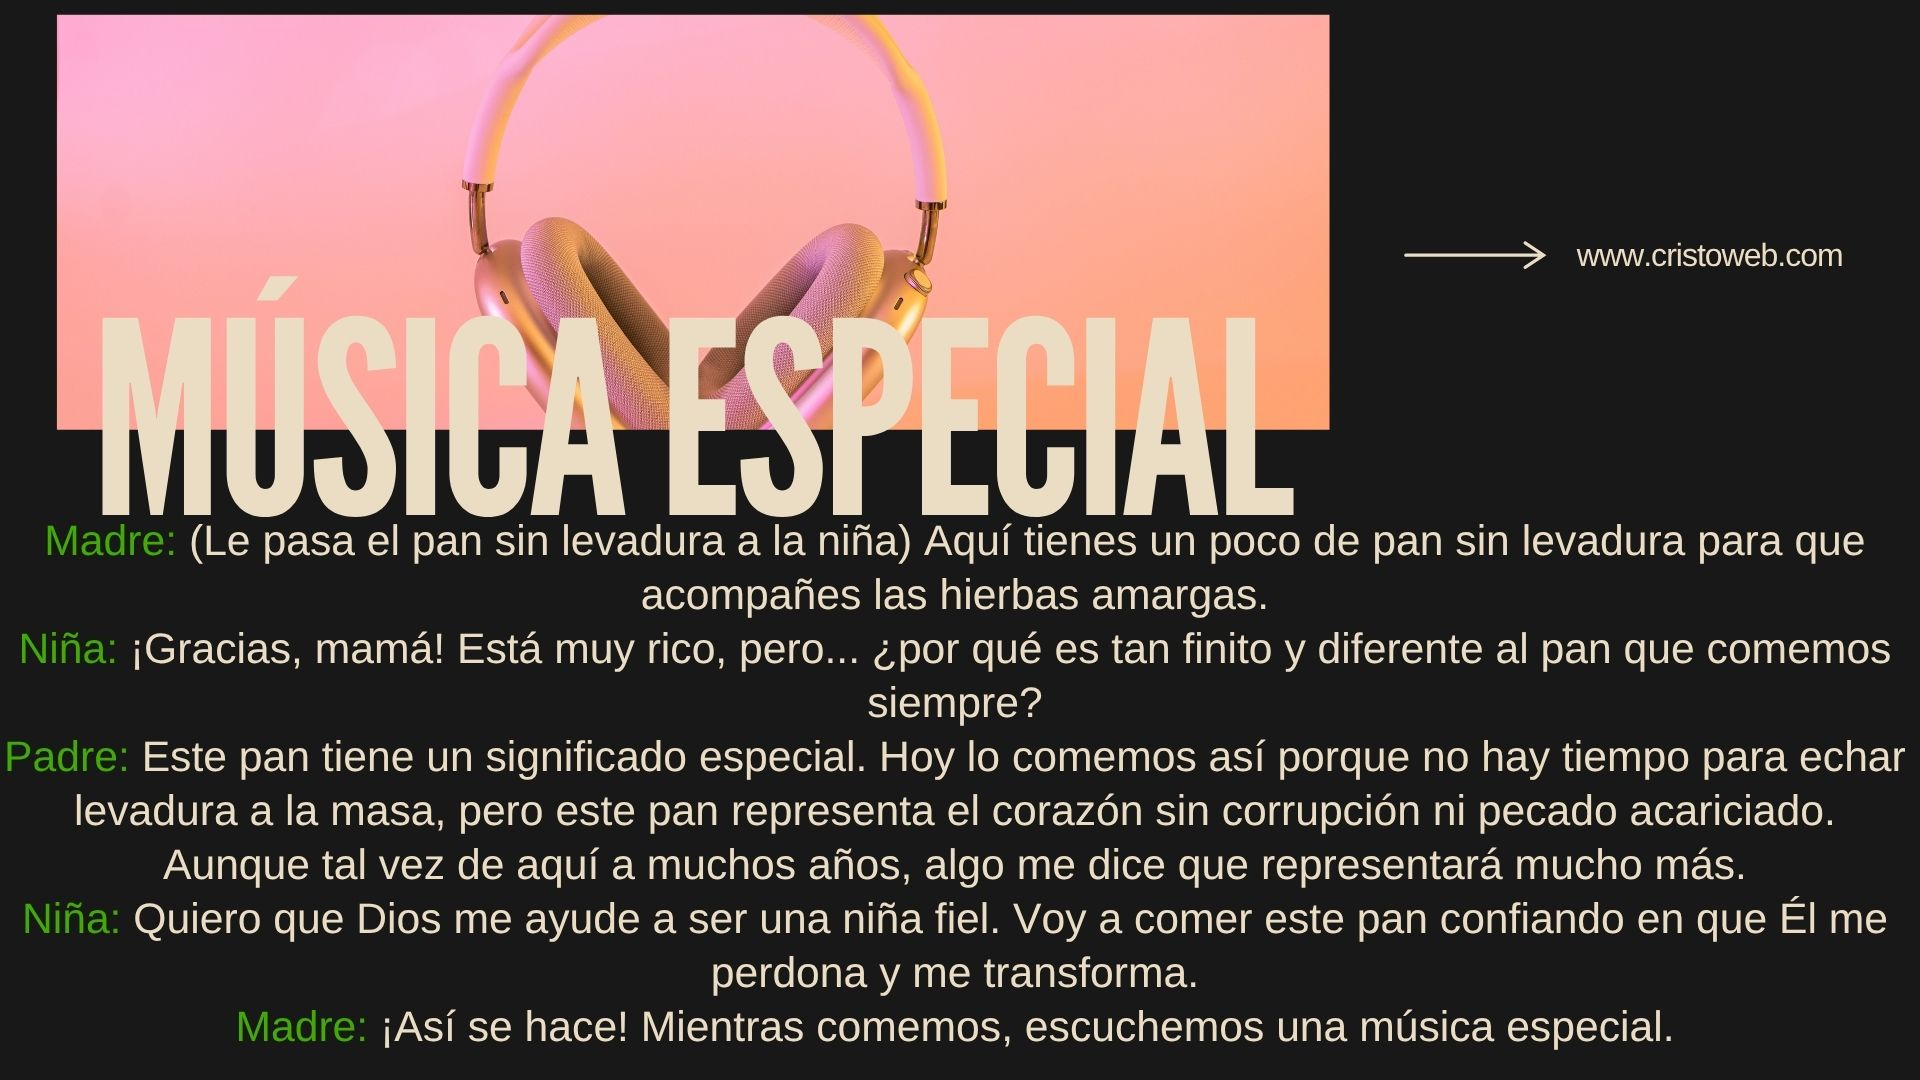 www.cristoweb.com
MÚSICA ESPECIAL
Madre: (Le pasa el pan sin levadura a la niña) Aquí tienes un poco de pan sin levadura para que
acompañes las hierbas amargas.
Niña: ¡Gracias, mamá! Está muy rico, pero... ¿por qué es tan finito y diferente al pan que comemos
siempre?
Padre: Este pan tiene un significado especial. Hoy lo comemos así porque no hay tiempo para echar
levadura a la masa, pero este pan representa el corazón sin corrupción ni pecado acariciado.
Aunque tal vez de aquí a muchos años, algo me dice que representará mucho más.
Niña: Quiero que Dios me ayude a ser una niña fiel. Voy a comer este pan confiando en que Él me
perdona y me transforma.
Madre: ¡Así se hace! Mientras comemos, escuchemos una música especial.